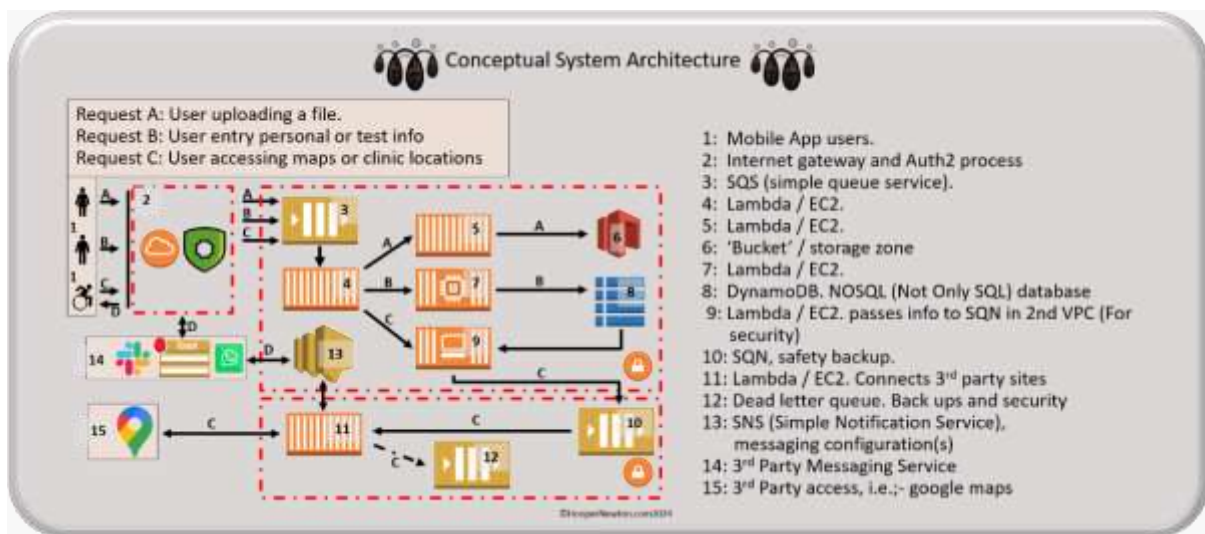 Conceptual System Architecture
Request A: User uploading a file.
Request B: User entry personal or test info
Request C: User accessing maps or clinic locations
1: Mobile App users.
2: Internet gateway and Auth2 process
3: SQS (simple queue service).
4: Lambda / EC2.
5: Lambda / EC2.
6: ‘Bucket’ / storage zone
7: Lambda / EC2.
8: DynamoDB. NOSQL (Not Only SQL) database
9: Lambda / EC2. passes info to SQN in 2nd VPC (For
security)
10: SQN, safety backup.
11: Lambda / EC2. Connects 3rd party sites
12: Dead letter queue. Back ups and security
13: SNS (Simple Notification Service),
messaging configuration(s)
14: 3rd Party Messaging Service
15: 3rd Party access, i.e.;- google maps
A
2
A
3
B
C
5
A
6
1
B
A
4
B
7
B
8
1
C
D
C
9
D
14
D
13
C
15
C
11
C
10
C
12
©HooperNewton.com2024